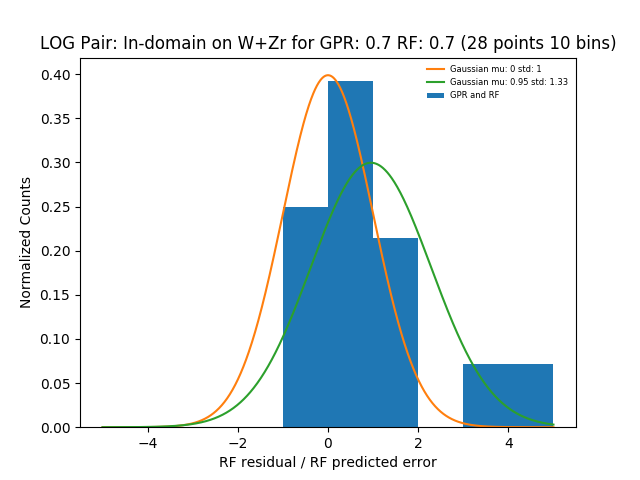 LOG Pair: In-domain on W+Zr for GPR: 0.7 RF: 0.7 (28 points 10 bins)
Gaussian mu: 0 std: 1
Gaussian mu: 0.95 std: 1.33
GPR and RF
Normalized Counts
0.40
0.35
0.30
0.25
0.20
0.15
0.10
0.05
0.00
−4 −2 0 2 4
RF residual / RF predicted error